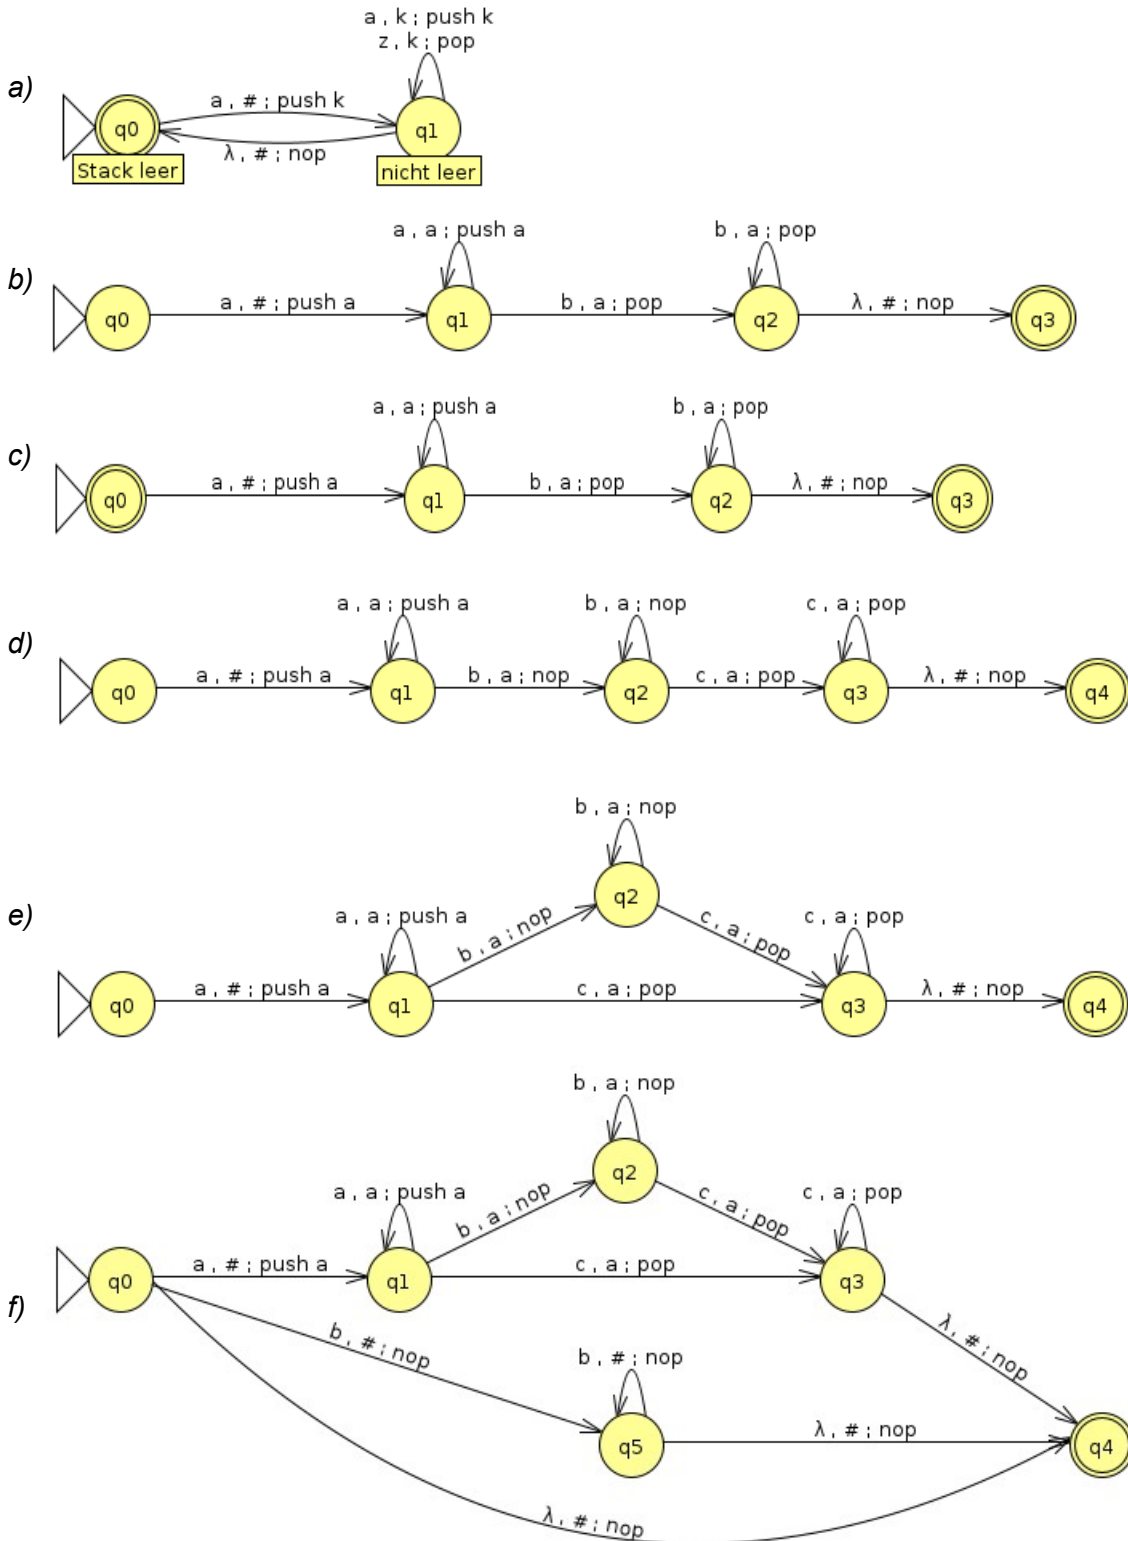 a, k; push k
z, k; pop
a)
a, #; push k
q0
q1
λ, #; nop
Stack leer
nicht leer
a, a; push a
b, a; pop
b)
a, #; push a
b, a; pop
λ, #; nop
q0
q1
q2
q3
a, a; push a
b, a; pop
c)
a, #; push a
b, a; pop
λ, #; nop
q0
q1
q2
q3
a, a; push a
b, a; nop
c, a; pop
d)
a, #; push a
b, a; nop
c, a; pop
λ, #; nop
q0
q1
q2
q3
q4
b, a; nop
q2
e)
a, a; push a
b, a; nop
c, a; pop
c, a; pop
a, #; push a
c, a; pop
λ, #; nop
q0
q1
q3
q4
b, a; nop
q2
a, a; push a
b, a; nop
c, a; pop
c, a; pop
a, #; push a
c, a; pop
q0
q1
q3
f)
b, #; nop
λ, #; nop
b, #; nop
λ, #; nop
q5
q4
λ, #; nop